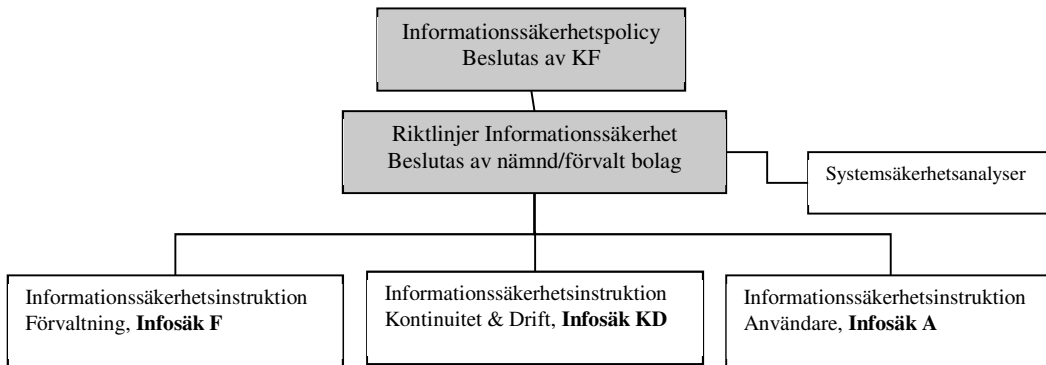 Informationssäkerhetspolicy
Beslutas av KF
Riktlinjer Informationssäkerhet
Beslutas av nämnd/förvalt bolag
Systemsäkerhetsanalyser
Informationssäkerhetsinstruktion
Förvaltning, Infosäk F
Informationssäkerhetsinstruktion
Kontinuitet & Drift, Infosäk KD
Informationssäkerhetsinstruktion
Användare, Infosäk A